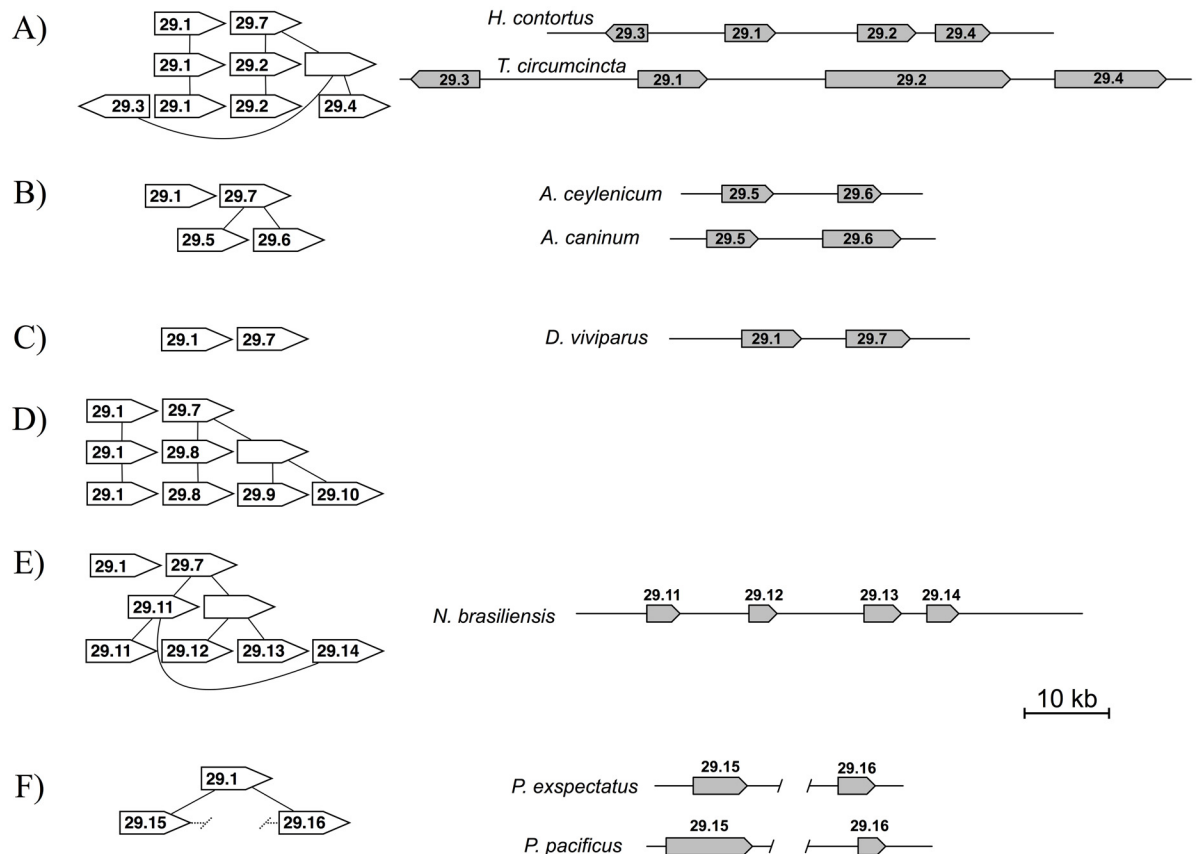 A)
29.1 29.7
29.1 29.2
29.3 29.1 29.2 29.4
H. contortus
29.3 29.1 29.2 29.4
T. circumcincta
29.3 29.1 29.2 29.4
B)
29.1 29.7
29.5 29.6
A. ceylenicum
29.5 29.6
A. caninum
29.5 29.6
C)
29.1 29.7
D. viviparus
29.1 29.7
D)
29.1 29.7
29.1 29.8
29.1 29.8 29.9 29.10
E)
29.1 29.7
29.11
29.11 29.12 29.13 29.14
29.11 29.12 29.13 29.14
N. brasiliensis
10 kb
F)
29.1
29.15 29.16
29.15 29.16
P. exspectatus
29.15 29.16
P. pacificus